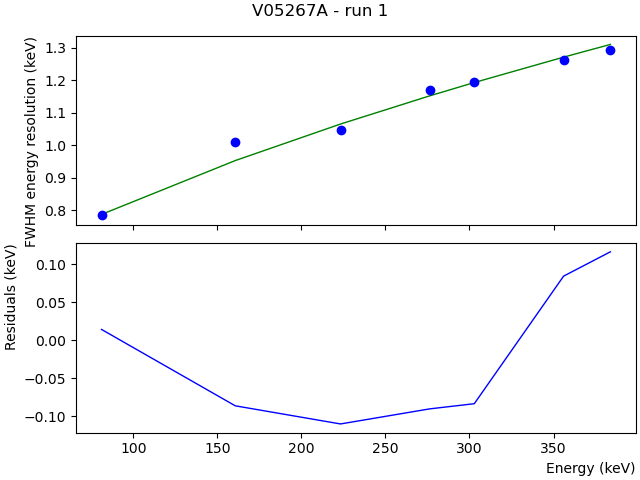 V05267A - run 1
FWHM energy resolution (keV)
1.3
1.2
1.1
1.0
0.9
0.8
Residuals (keV)
0.10
0.05
0.00
−0.05
−0.10
100 150 200 250 300 350
Energy (keV)